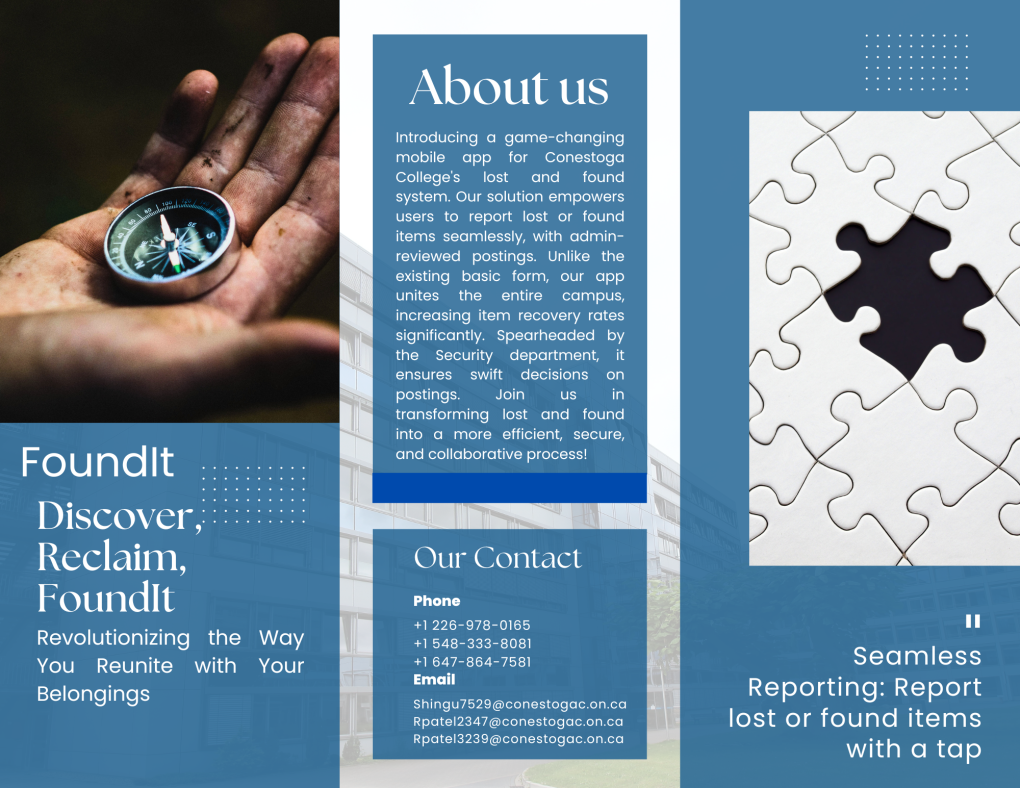 FoundIt
Discover,
Reclaim,
FoundIt
Revolutionizing the Way
You Reunite with Your
Belongings
About us
Introducing a game-changing
mobile app for Conestoga
College's lost and found
system. Our solution empowers
users to report lost or found
items seamlessly, with admin-
reviewed postings. Unlike the
existing basic form, our app
unites the entire campus,
increasing item recovery rates
significantly. Spearheaded by
the Security department, it
ensures swift decisions on
postings. Join us in
transforming lost and found
into a more efficient, secure,
and collaborative process!
Our Contact
Phone
+1 226-978-0165
+1 548-333-8081
+1 647-864-7581
Email
Shingu7529@conestogac.on.ca
Rpatel2347@conestogac.on.ca
Rpatel3239@conestogac.on.ca
"
Seamless
Reporting: Report
lost or found items
with a tap